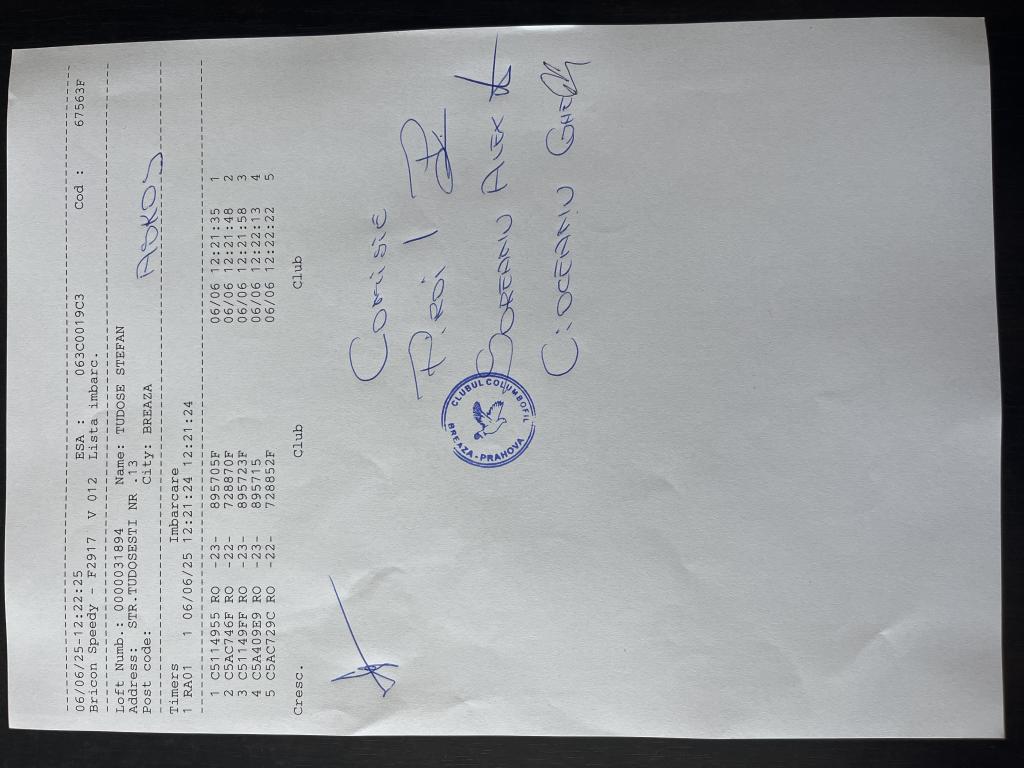 06/06/25-12:22:25 ESA : 063C0019C3 Cod : 67563F
Bricon Speedy - F2917 V 012 Lista imbarc.
Loft Numb.: 0000031894 Name: TUDOSE STEFAN
Address: STR.TUDOSESTI NR .13
Post code: City: BREAZA
Timers Imbarcare
1 RA01 1 06/06/25 12:21:24 12:21:24
1 C5114955 RO -23- 895705F 06/06 12:21:35 1
2 C5AC746F RO -22- 728870F 06/06 12:21:48 2
3 C51149FF RO -23- 895723F 06/06 12:21:58 3
4 C5A409E9 RO -23- 895715 06/06 12:22:13 4
5 C5AC729C RO -22- 728852F 06/06 12:22:22 5
Cresc. Club Club
Comisie
SOREANU ALEX
CIOCEANU GHE
CLUBUL COLUMBOFIL
BREAZA - PRAHOVA